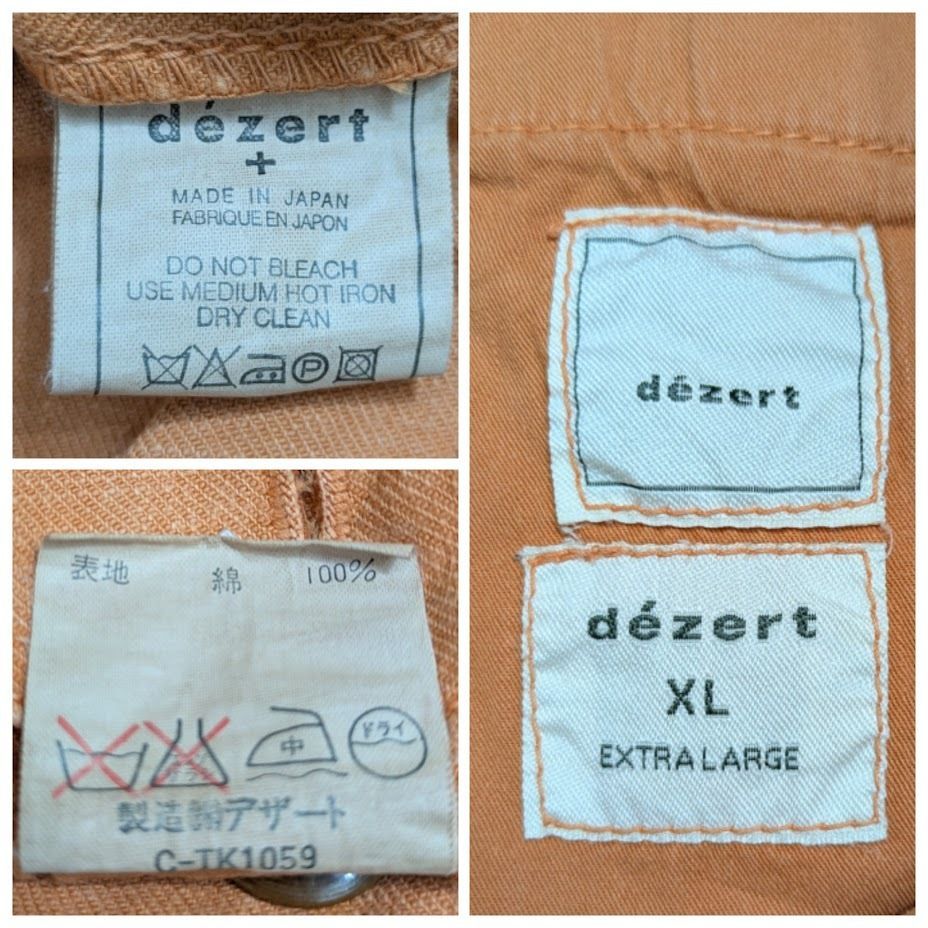 dézert
+
MADE IN JAPAN
FABRIQUE EN JAPON
DO NOT BLEACH
USE MEDIUM HOT IRON
DRY CLEAN
P
表地 綿 100%
中 ドライ
製造㈱デザート
C-TK1059
dézert
dézert
XL
EXTRA LARGE